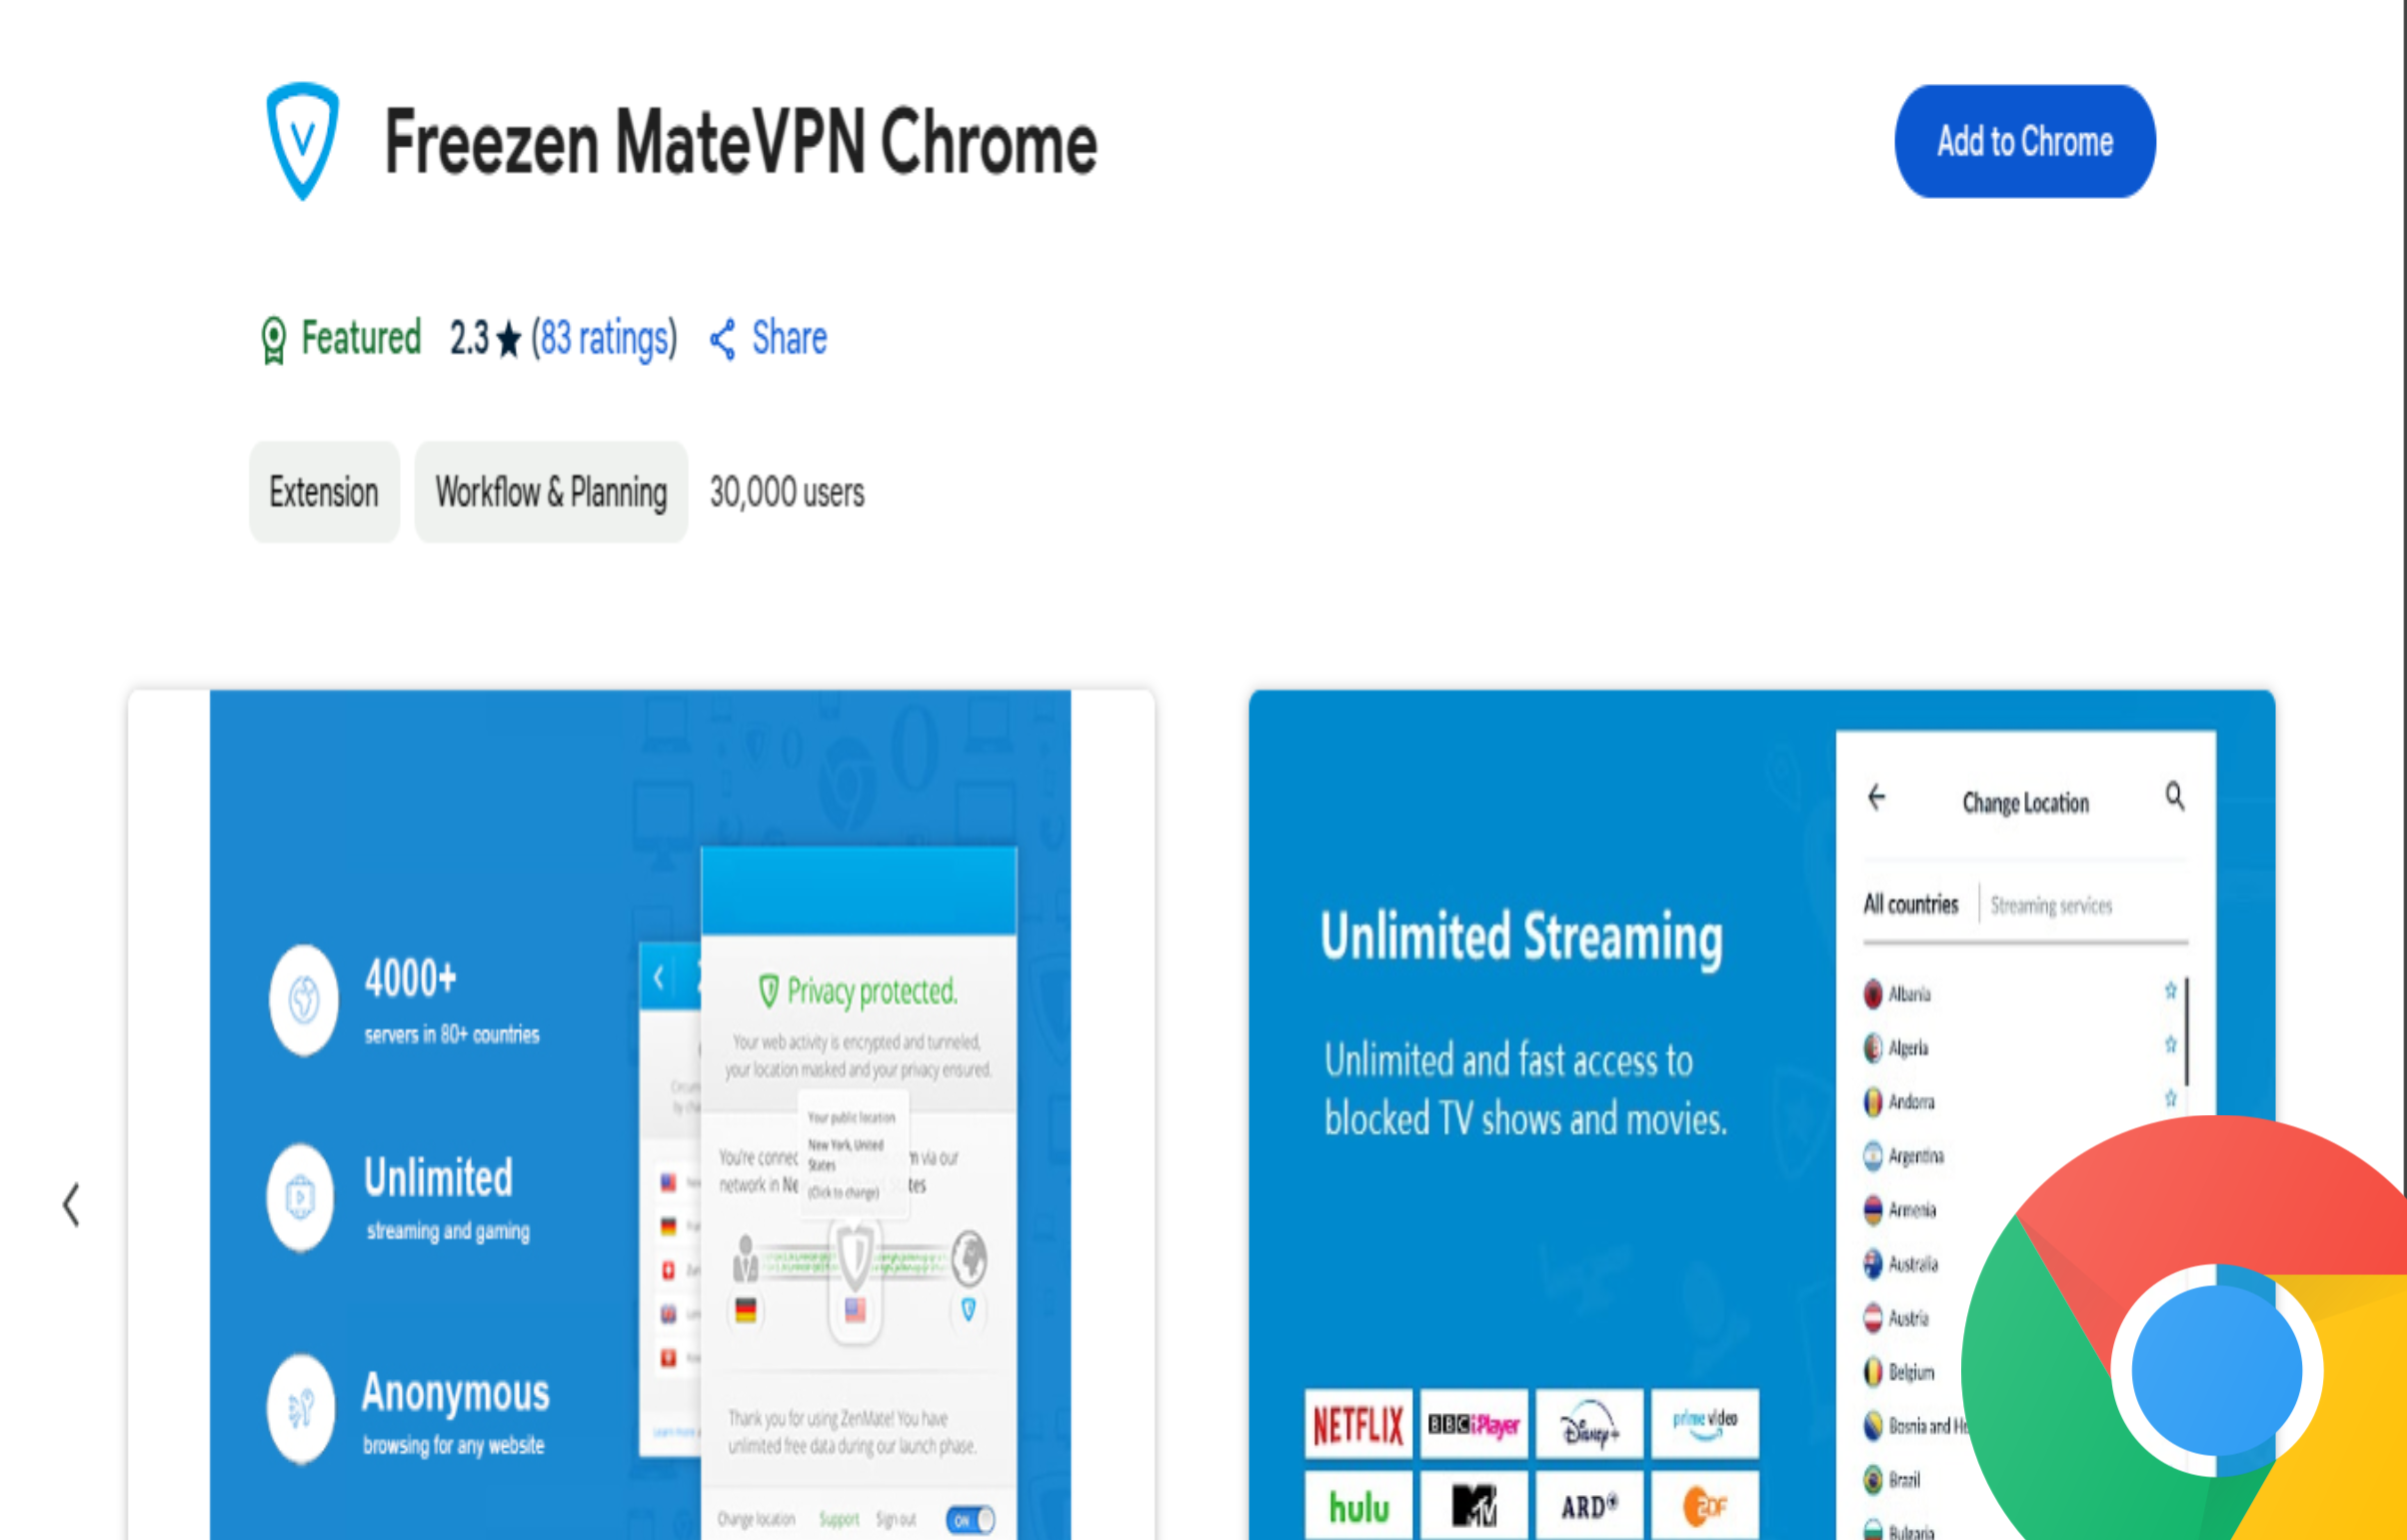 Freezen MateVPN Chrome
Add to Chrome
Featured 2.3★ (83 ratings) Share
Extension Workflow & Planning 30,000 users
4000+
servers in 80+ countries
Unlimited
streaming and gaming
Anonymous
browsing for any website
Privacy protected.
Your web activity is encrypted and tunneled,
your location masked and your privacy ensured.
Your public location
New York, United
States
(Click to change)
You're connec
m via our
network in Ne
tes
Thank you for using ZenMate! You have
unlimited free data during our launch phase.
Change location Support Sign out ON
Unlimited Streaming
Unlimited and fast access to
blocked TV shows and movies.
NETFLIX BBC iPlayer Disney+ prime video
hulu MTV ARD ZDF
Change Location
All countries Streaming services
Albania
Algeria
Andorra
Argentina
Armenia
Australia
Austria
Belgium
Bosnia and He
Brazil
Bulgaria